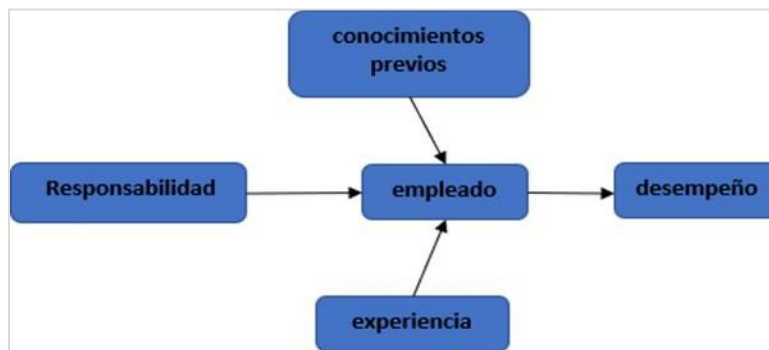 conocimientos
previos
Responsabilidad
empleado
desempeño
experiencia